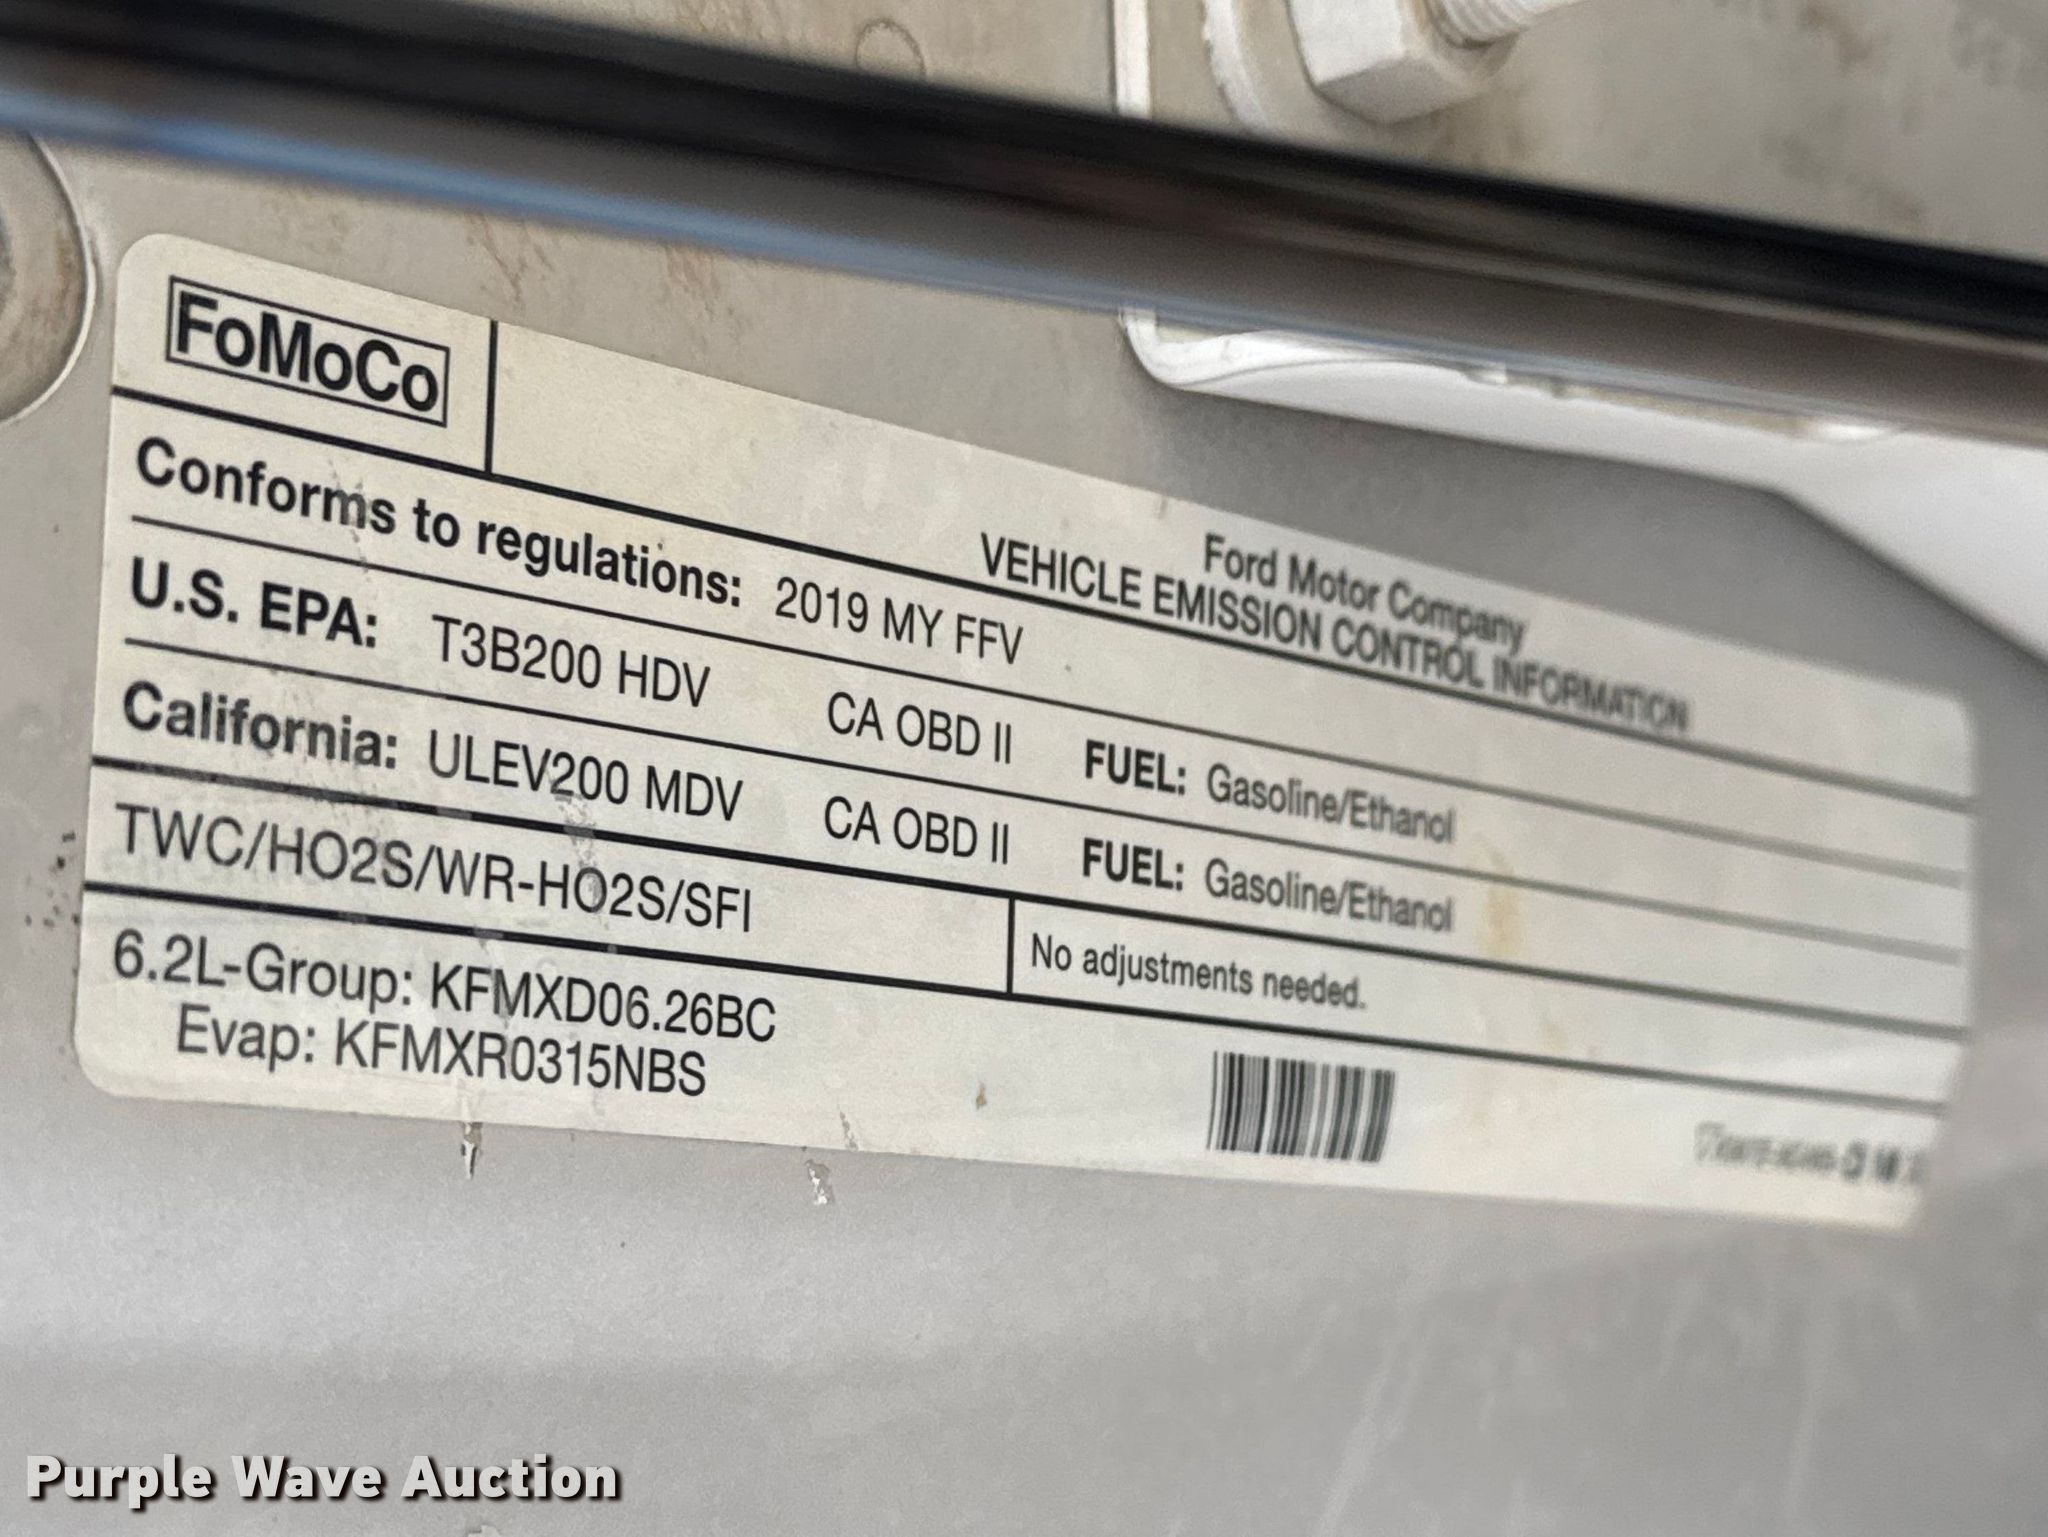 FoMoCo
Ford Motor Company
VEHICLE EMISSION CONTROL INFORMATION
Conforms to regulations: 2019 MY FFV
U.S. EPA: T3B200 HDV CA OBD II FUEL: Gasoline/Ethanol
California: ULEV200 MDV CA OBD II FUEL: Gasoline/Ethanol
TWC/HO2S/WR-HO2S/SFI
No adjustments needed.
6.2L-Group: KFMXD06.26BC
Evap: KFMXR0315NBS
Purple Wave Auction